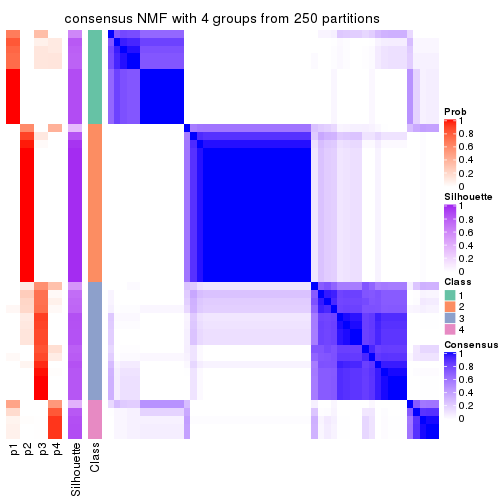 consensus NMF with 4 groups from 250 partitions
Prob
1
0.8
0.6
0.4
0.2
0
Silhouette
1
0.8
0.6
0.4
0.2
0
Class
1
2
3
4
Consensus
1
0.8
0.6
0.4
0.2
0
p1
p2
p3
p4
Silhouette
Class